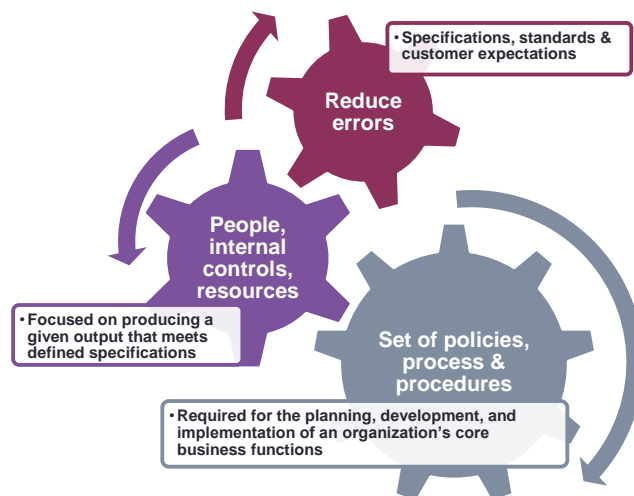 • Specifications, standards &
customer expectations
Reduce
errors
People,
internal
controls,
resources
• Focused on producing a
given output that meets
defined specifications
Set of policies,
process &
procedures
• Required for the planning, development, and
implementation of an organization’s core
business functions